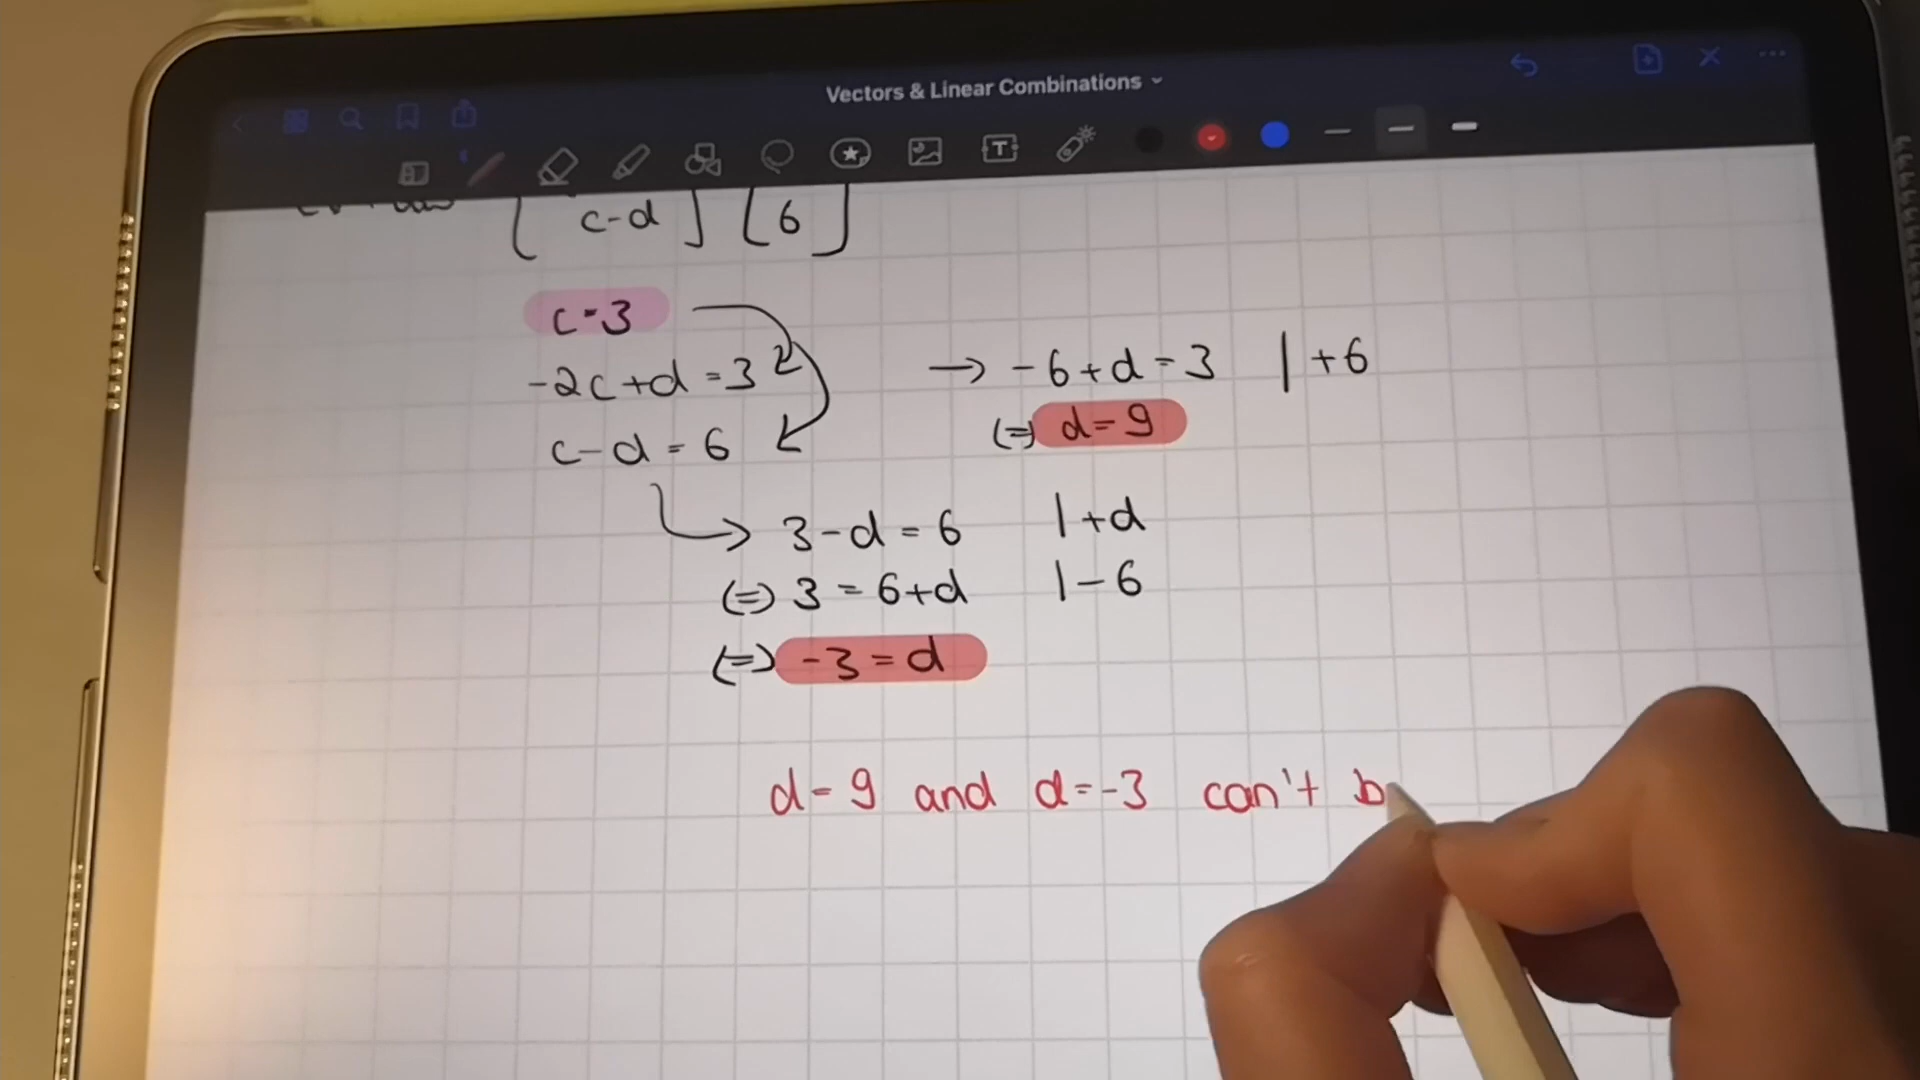 Vectors & Linear Combinations
[ c-d ] [ 6 ]
c=3
-2c+d=3
c-d=6
→ -6+d=3 | +6
(=) d=9
→ 3-d=6 |+d
(=) 3=6+d |-6
(=) -3=d
d=9 and d=-3 can't b